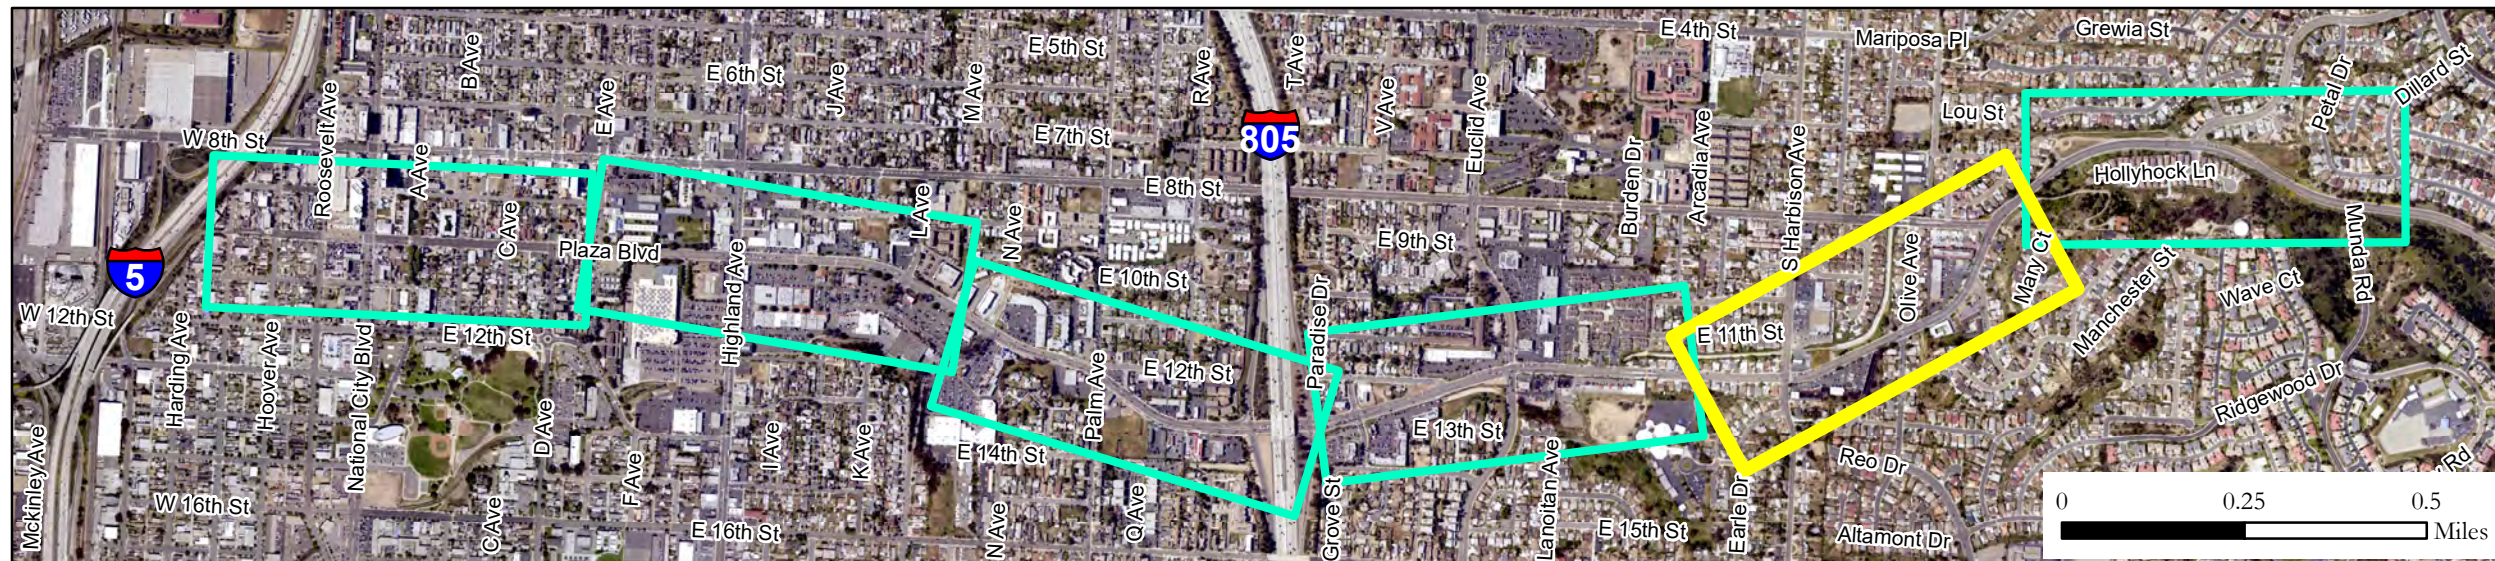 E 4th St
Mariposa Pl
Grewia St
B Ave
E 5th St
R Ave
T Ave
E 6th St
J Ave
M Ave
V Ave
Euclid Ave
Petal Dr
Dillard St
Lou St
E Ave
Roosevelt Ave
W 8th St
A Ave
E 7th St
805
Burden Dr
Arcadia Ave
S Harbison Ave
Hollyhock Ln
E 8th St
L Ave
N Ave
C Ave
Plaza Blvd
Highland Ave
E 9th St
E 10th St
Olive Ave
Mary Ct
Manchester St
Wave Ct
Munda Rd
5
W 12th St
Harding Ave
Hoover Ave
National City Blvd
E 12th St
E 12th St
Paradise Dr
E 11th St
Ridgewood Dr
Mckinley Ave
D Ave
F Ave
I Ave
K Ave
Palm Ave
E 13th St
E 14th St
Lanoitan Ave
Earle Dr
Reo Dr
Rd
W 16th St
C Ave
E 16th St
N Ave
Q Ave
Grove St
E 15th St
Altamont Dr
0 0.25 0.5
Miles